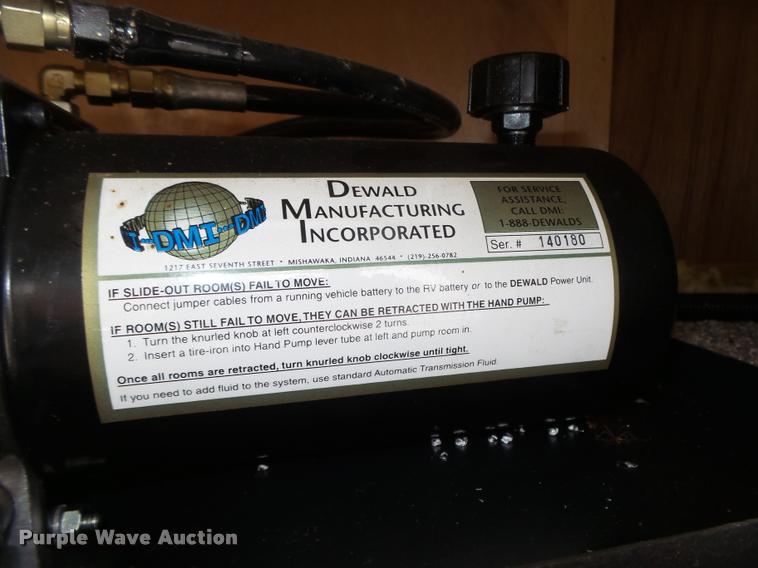 DMI DMI DMI
DEWALD
MANUFACTURING
INCORPORATED
FOR SERVICE
ASSISTANCE,
CALL DMI:
1-888-DEWALDS
Ser. # 140180
1217 EAST SEVENTH STREET • MISHAWAKA, INDIANA 46544 • (219)-256-0782
IF SLIDE-OUT ROOM(S) FAIL TO MOVE:
Connect jumper cables from a running vehicle battery to the RV battery or to the DEWALD Power Unit.
IF ROOM(S) STILL FAIL TO MOVE, THEY CAN BE RETRACTED WITH THE HAND PUMP:
1. Turn the knurled knob at left counterclockwise 2 turns.
2. Insert a tire-iron into Hand Pump lever tube at left and pump room in.
Once all rooms are retracted, turn knurled knob clockwise until tight.
If you need to add fluid to the system, use standard Automatic Transmission Fluid.
Purple Wave Auction